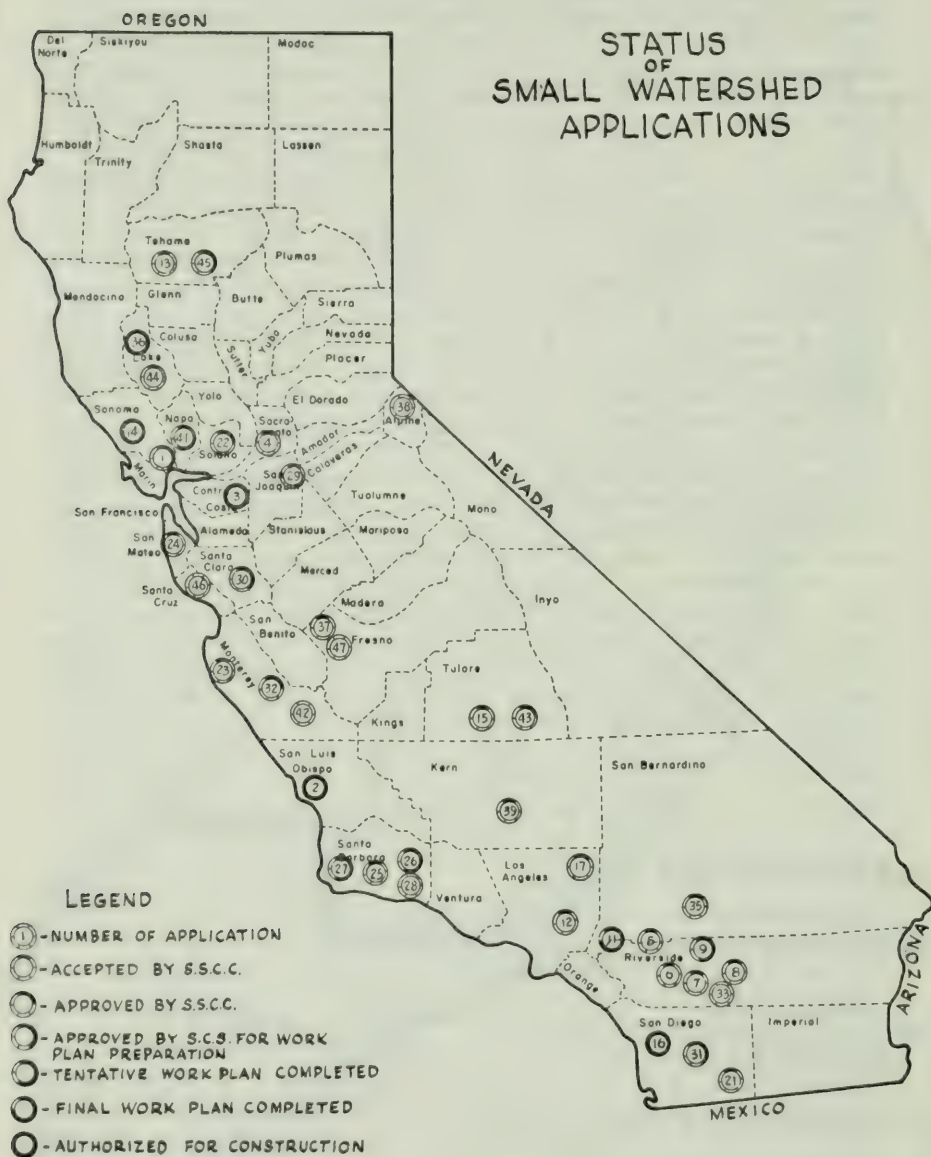 OREGON
STATUS
OF
SMALL WATERSHED
APPLICATIONS
Del
Norte
Siskiyou
Modoc
Humboldt
Trinity
Shasta
Lassen
Tehama
13
45
Plumas
Mendocino
Glenn
Butte
Sierra
Colusa
Sutter
Yuba
Nevada
Placer
36
Lake
44
Yolo
El Dorado
38
Alpine
Sonoma
14
Napa
41
22
Solano
Sacra
mento
4
Amador
Calaveras
1
Marin
San
Joaquin
29
NEVADA
Contra
Costa
3
Tuolumne
Mono
San Francisco
Alameda
Stanislaus
Mariposa
San
Mateo
24
Santa
Clara
30
Merced
46
Santa
Cruz
San
Benito
Madera
Inyo
37
47
Fresno
Monterey
23
32
42
Tulare
15
43
Kings
San Luis
Obispo
2
Kern
San Bernardino
39
Santa
Barbara
27
25
26
28
Ventura
Los
Angeles
17
12
35
11
Riverside
9
6
7
8
33
Orange
San Diego
16
31
21
Imperial
ARIZONA
MEXICO
LEGEND
1 - NUMBER OF APPLICATION
- ACCEPTED BY S.S.C.C.
- APPROVED BY S.S.C.C.
- APPROVED BY S.C.S. FOR WORK
PLAN PREPARATION
- TENTATIVE WORK PLAN COMPLETED
- FINAL WORK PLAN COMPLETED
- AUTHORIZED FOR CONSTRUCTION